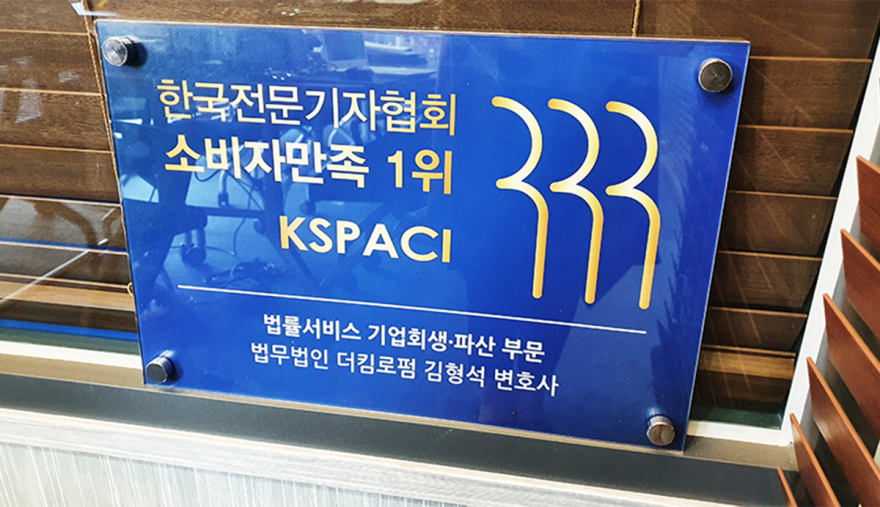 한국전문기자협회
소비자만족 1위
KSPACI
법률서비스 기업회생·파산 부문
법무법인 더킴로펌 김형석 변호사